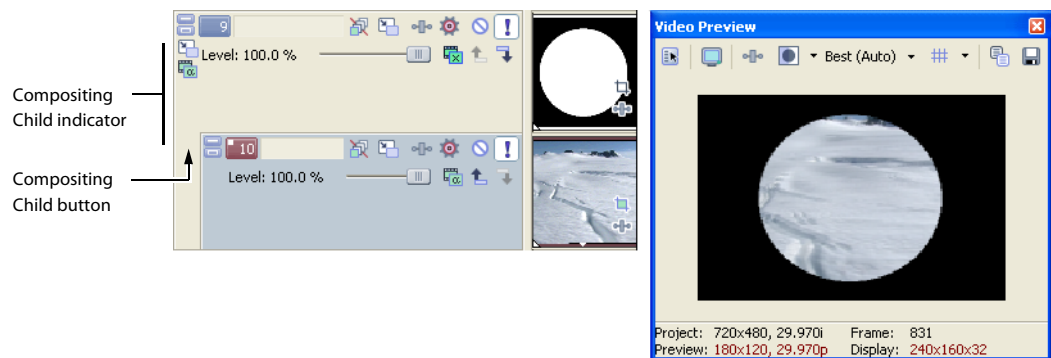 Compositing
Child indicator
Compositing
Child button
9
Level: 100.0 %
10
Level: 100.0 %
Video Preview
Best (Auto)
Project: 720x480, 29.970i Frame: 831
Preview: 180x120, 29.970p Display: 240x160x32